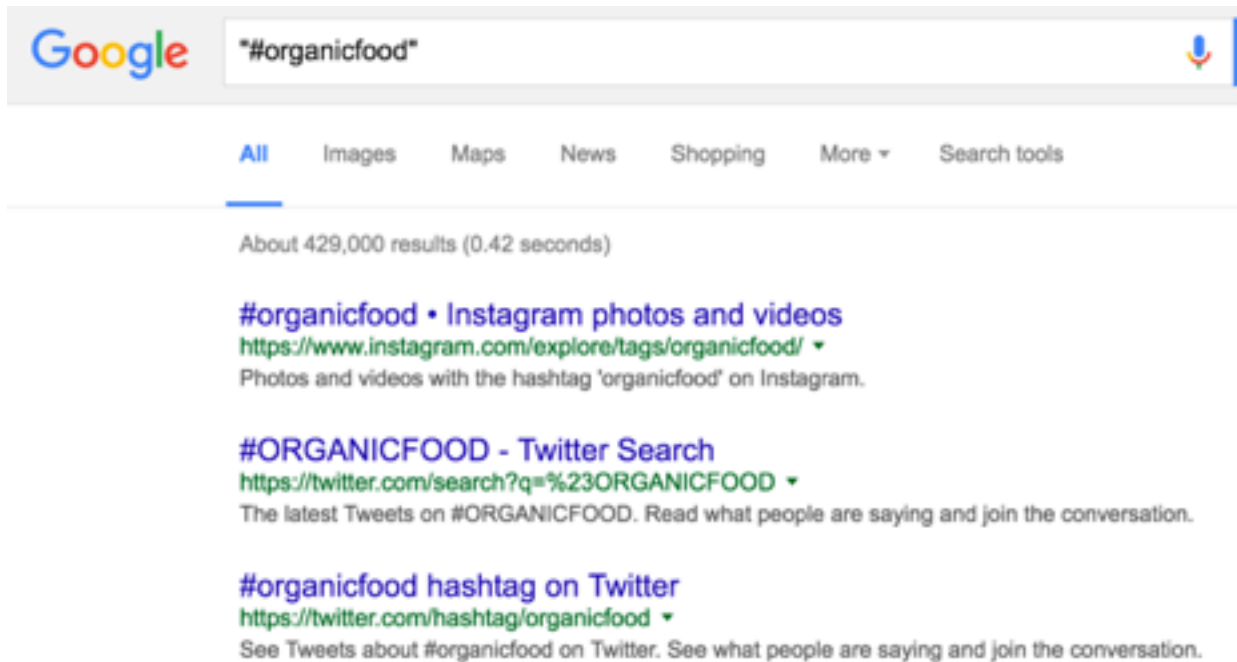 Google "#organicfood"
All Images Maps News Shopping More Search tools
About 429,000 results (0.42 seconds)
#organicfood • Instagram photos and videos
https://www.instagram.com/explore/tags/organicfood/
Photos and videos with the hashtag 'organicfood' on Instagram.
#ORGANICFOOD - Twitter Search
https://twitter.com/search?q=%23ORGANICFOOD
The latest Tweets on #ORGANICFOOD. Read what people are saying and join the conversation.
#organicfood hashtag on Twitter
https://twitter.com/hashtag/organicfood
See Tweets about #organicfood on Twitter. See what people are saying and join the conversation.